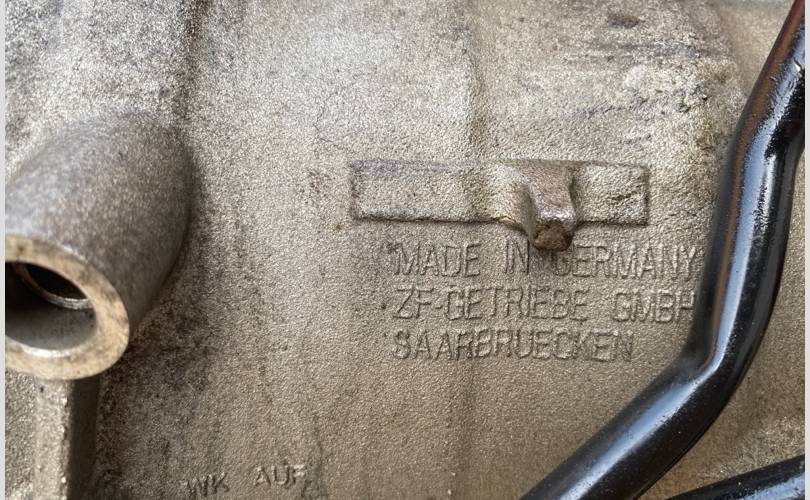 MADE IN GERMANY
ZF-GETRIEBE GMBH
SAARBRUECKEN
WK AUF